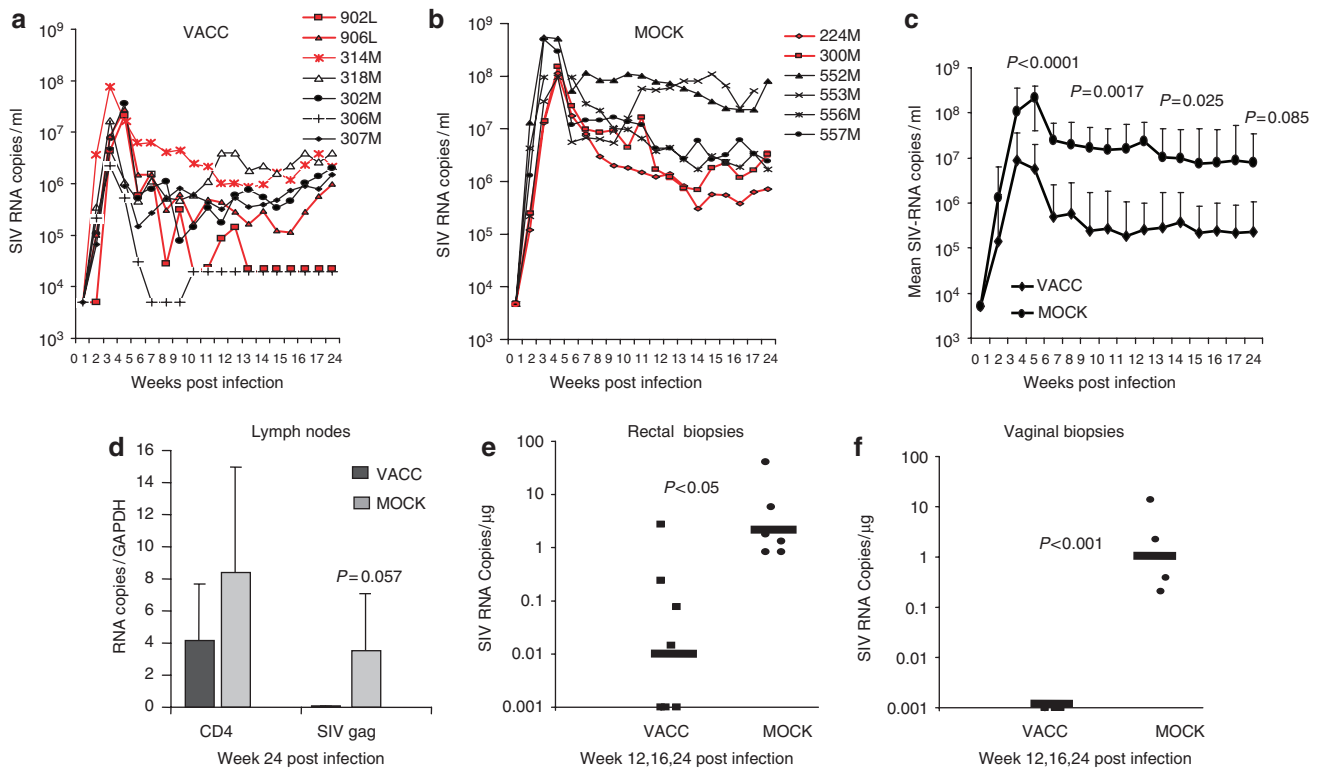 a
VACC
902L
906L
314M
318M
302M
306M
307M
SIV RNA copies / ml
10⁹
10⁸
10⁷
10⁶
10⁵
10⁴
10³
0 1 2 3 4 5 6 7 8 9 10 11 12 13 14 15 16 17 24
Weeks post infection
b
MOCK
224M
300M
552M
553M
556M
557M
SIV RNA copies / ml
10⁹
10⁸
10⁷
10⁶
10⁵
10⁴
10³
0 1 2 3 4 5 6 7 8 9 10 11 12 13 14 15 16 17 24
Weeks post infection
c
P<0.0001
P=0.0017
P=0.025
P=0.085
Mean SIV-RNA copies/ml
10⁹
10⁸
10⁷
10⁶
10⁵
10⁴
10³
VACC
MOCK
0 1 2 3 4 5 6 7 8 9 10 11 12 13 14 15 16 17 24
Weeks post infection
d
Lymph nodes
VACC
MOCK
RNA copies / GAPDH
16
14
12
10
8
6
4
2
0
P=0.057
CD4 SIV gag
Week 24 post infection
e
Rectal biopsies
P<0.05
SIV RNA Copies/µg
100
10
1
0.1
0.01
0.001
VACC MOCK
Week 12,16,24 post infection
f
Vaginal biopsies
P<0.001
SIV RNA Copies/µg
100
10
1
0.1
0.01
0.001
VACC MOCK
Week 12,16,24 post infection